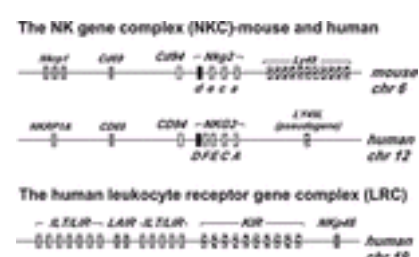 The NK gene complex (NKC)-mouse and human
Nkrp1 Cd69 Cd94 - Nkg2 - Ly49
mouse
d e c a
chr 6
LY49L
NKRP1A CD69 CD94 - NKG2 - (pseudogene)
human
D F E C A
chr 12
The human leukocyte receptor gene complex (LRC)
- ILT/LIR - LAIR - ILT/LIR - KIR NKp46
human
chr 19